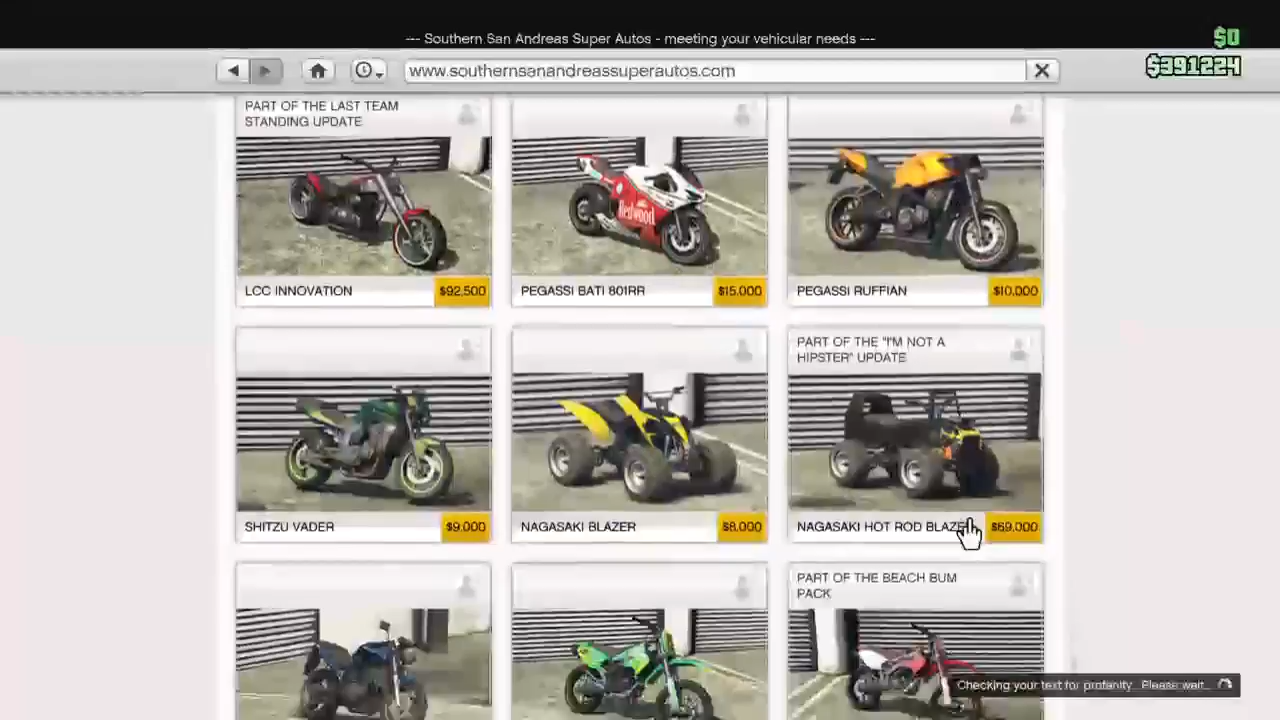 --- Southern San Andreas Super Autos - meeting your vehicular needs ---
$0
www.southernsanandreassuperautos.com
$391224
PART OF THE LAST TEAM
STANDING UPDATE
Redwood
LCC INNOVATION
$92,500
PEGASSI BATI 801RR
$15,000
PEGASSI RUFFIAN
$10,000
PART OF THE "I'M NOT A
HIPSTER" UPDATE
SHITZU VADER
$9,000
NAGASAKI BLAZER
$8,000
NAGASAKI HOT ROD BLAZER
$69,000
PART OF THE BEACH BUM
PACK
Checking your text for profanity. Please wait...